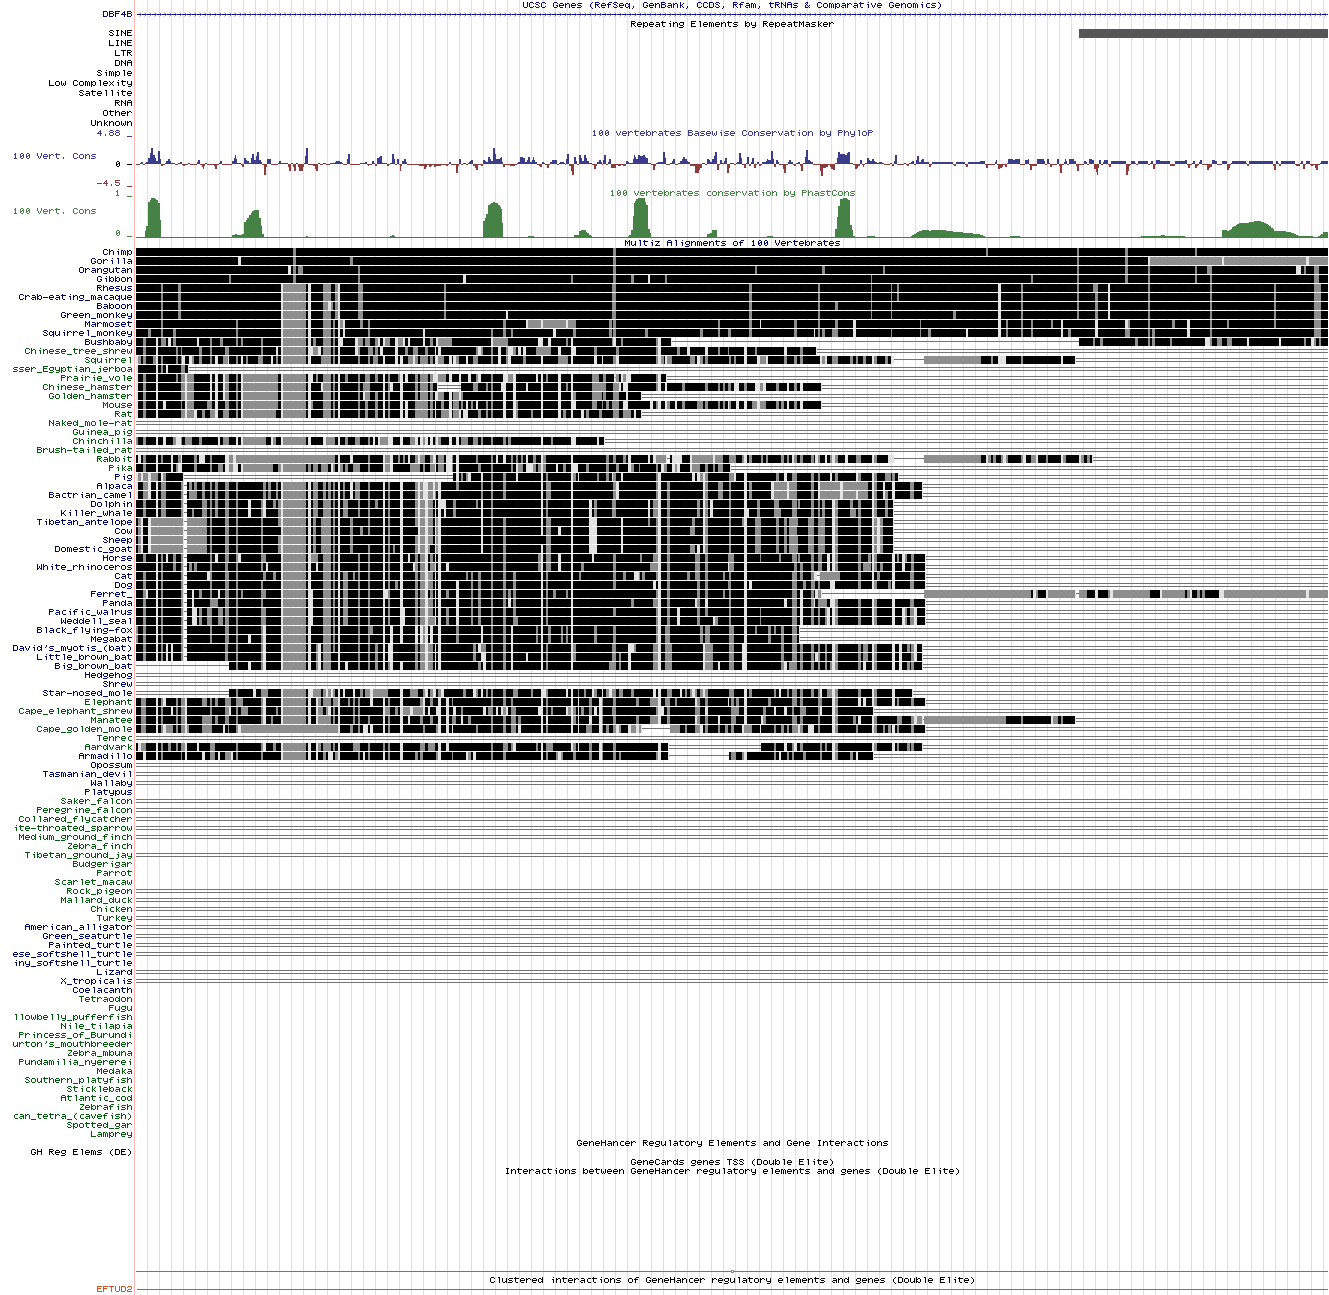 UCSC Genes (RefSeq, GenBank, CCDS, Rfam, tRNAs & Comparative Genomics)
DBF4B
Repeating Elements by RepeatMasker
SINE
LINE
LTR
DNA
Simple
Low Complexity
Satellite
RNA
Other
Unknown
4.88 _
100 vertebrates Basewise Conservation by PhyloP
100 Vert. Cons
0 _
-4.5 _
100 vertebrates conservation by PhastCons
1 _
100 Vert. Cons
0 _
Multiz Alignments of 100 Vertebrates
Chimp
Gorilla
Orangutan
Gibbon
Rhesus
Crab-eating_macaque
Baboon
Green_monkey
Marmoset
Squirrel_monkey
Bushbaby
Chinese_tree_shrew
Squirrel
sser_Egyptian_jerboa
Prairie_vole
Chinese_hamster
Golden_hamster
Mouse
Rat
Naked_mole-rat
Guinea_pig
Chinchilla
Brush-tailed_rat
Rabbit
Pika
Pig
Alpaca
Bactrian_camel
Dolphin
Killer_whale
Tibetan_antelope
Cow
Sheep
Domestic_goat
Horse
White_rhinoceros
Cat
Dog
Ferret_
Panda
Pacific_walrus
Weddell_seal
Black_flying-fox
Megabat
David's_myotis_(bat)
Little_brown_bat
Big_brown_bat
Hedgehog
Shrew
Star-nosed_mole
Elephant
Cape_elephant_shrew
Manatee
Cape_golden_mole
Tenrec
Aardvark
Armadillo
Opossum
Tasmanian_devil
Wallaby
Platypus
Saker_falcon
Peregrine_falcon
Collared_flycatcher
ite-throated_sparrow
Medium_ground_finch
Zebra_finch
Tibetan_ground_jay
Budgerigar
Parrot
Scarlet_macaw
Rock_pigeon
Mallard_duck
Chicken
Turkey
American_alligator
Green_seaturtle
Painted_turtle
ese_softshell_turtle
iny_softshell_turtle
Lizard
X_tropicalis
Coelacanth
Tetraodon
Fugu
llowbelly_pufferfish
Nile_tilapia
Princess_of_Burundi
urton's_mouthbreeder
Zebra_mbuna
Pundamilia_nyererei
Medaka
Southern_platyfish
Stickleback
Atlantic_cod
Zebrafish
can_tetra_(cavefish)
Spotted_gar
Lamprey
GeneHancer Regulatory Elements and Gene Interactions
GH Reg Elems (DE)
GeneCards genes TSS (Double Elite)
Interactions between GeneHancer regulatory elements and genes (Double Elite)
Clustered interactions of GeneHancer regulatory elements and genes (Double Elite)
EFTUD2